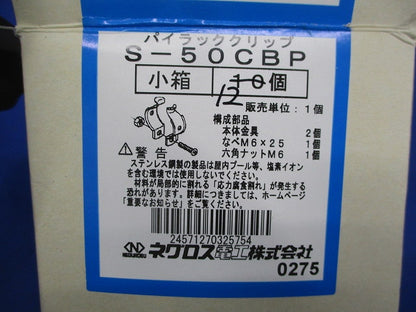 パイラッククリップ
S-50CBP
小箱 10個
12
販売単位：1個
構成部品
本体金具 2個
なべM6×25 1個
六角ナットM6 1個
警告
ステンレス鋼製の製品は屋内プール等、塩素イオン
を含む環境では使用しないでください。
材料が局部的に割れる「応力腐食割れ」が発生する
恐れがあります。詳細につきましては、ホームページ
「重要なお知らせ」をご覧ください。
24571270325754
ネグロス電工株式会社
0275